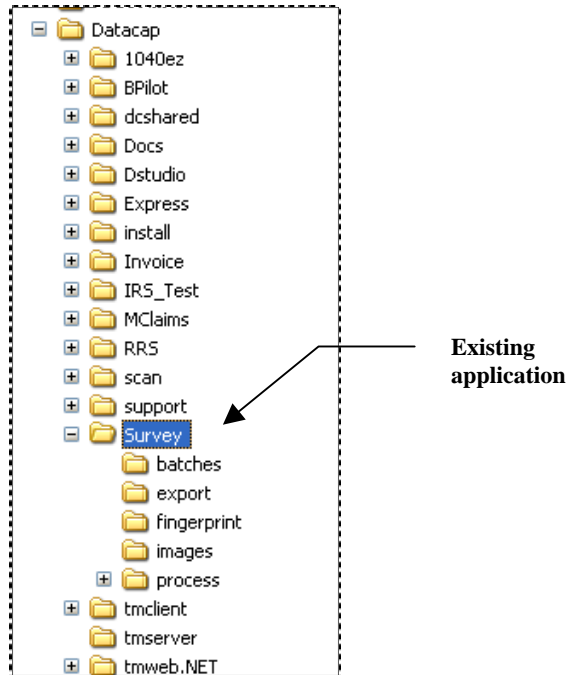 Datacap
1040ez
BPilot
dcshared
Docs
Dstudio
Express
install
Invoice
IRS_Test
MClaims
RRS
scan
support
Survey
batches
export
fingerprint
images
process
tmclient
tmserver
tmweb.NET
Existing
application